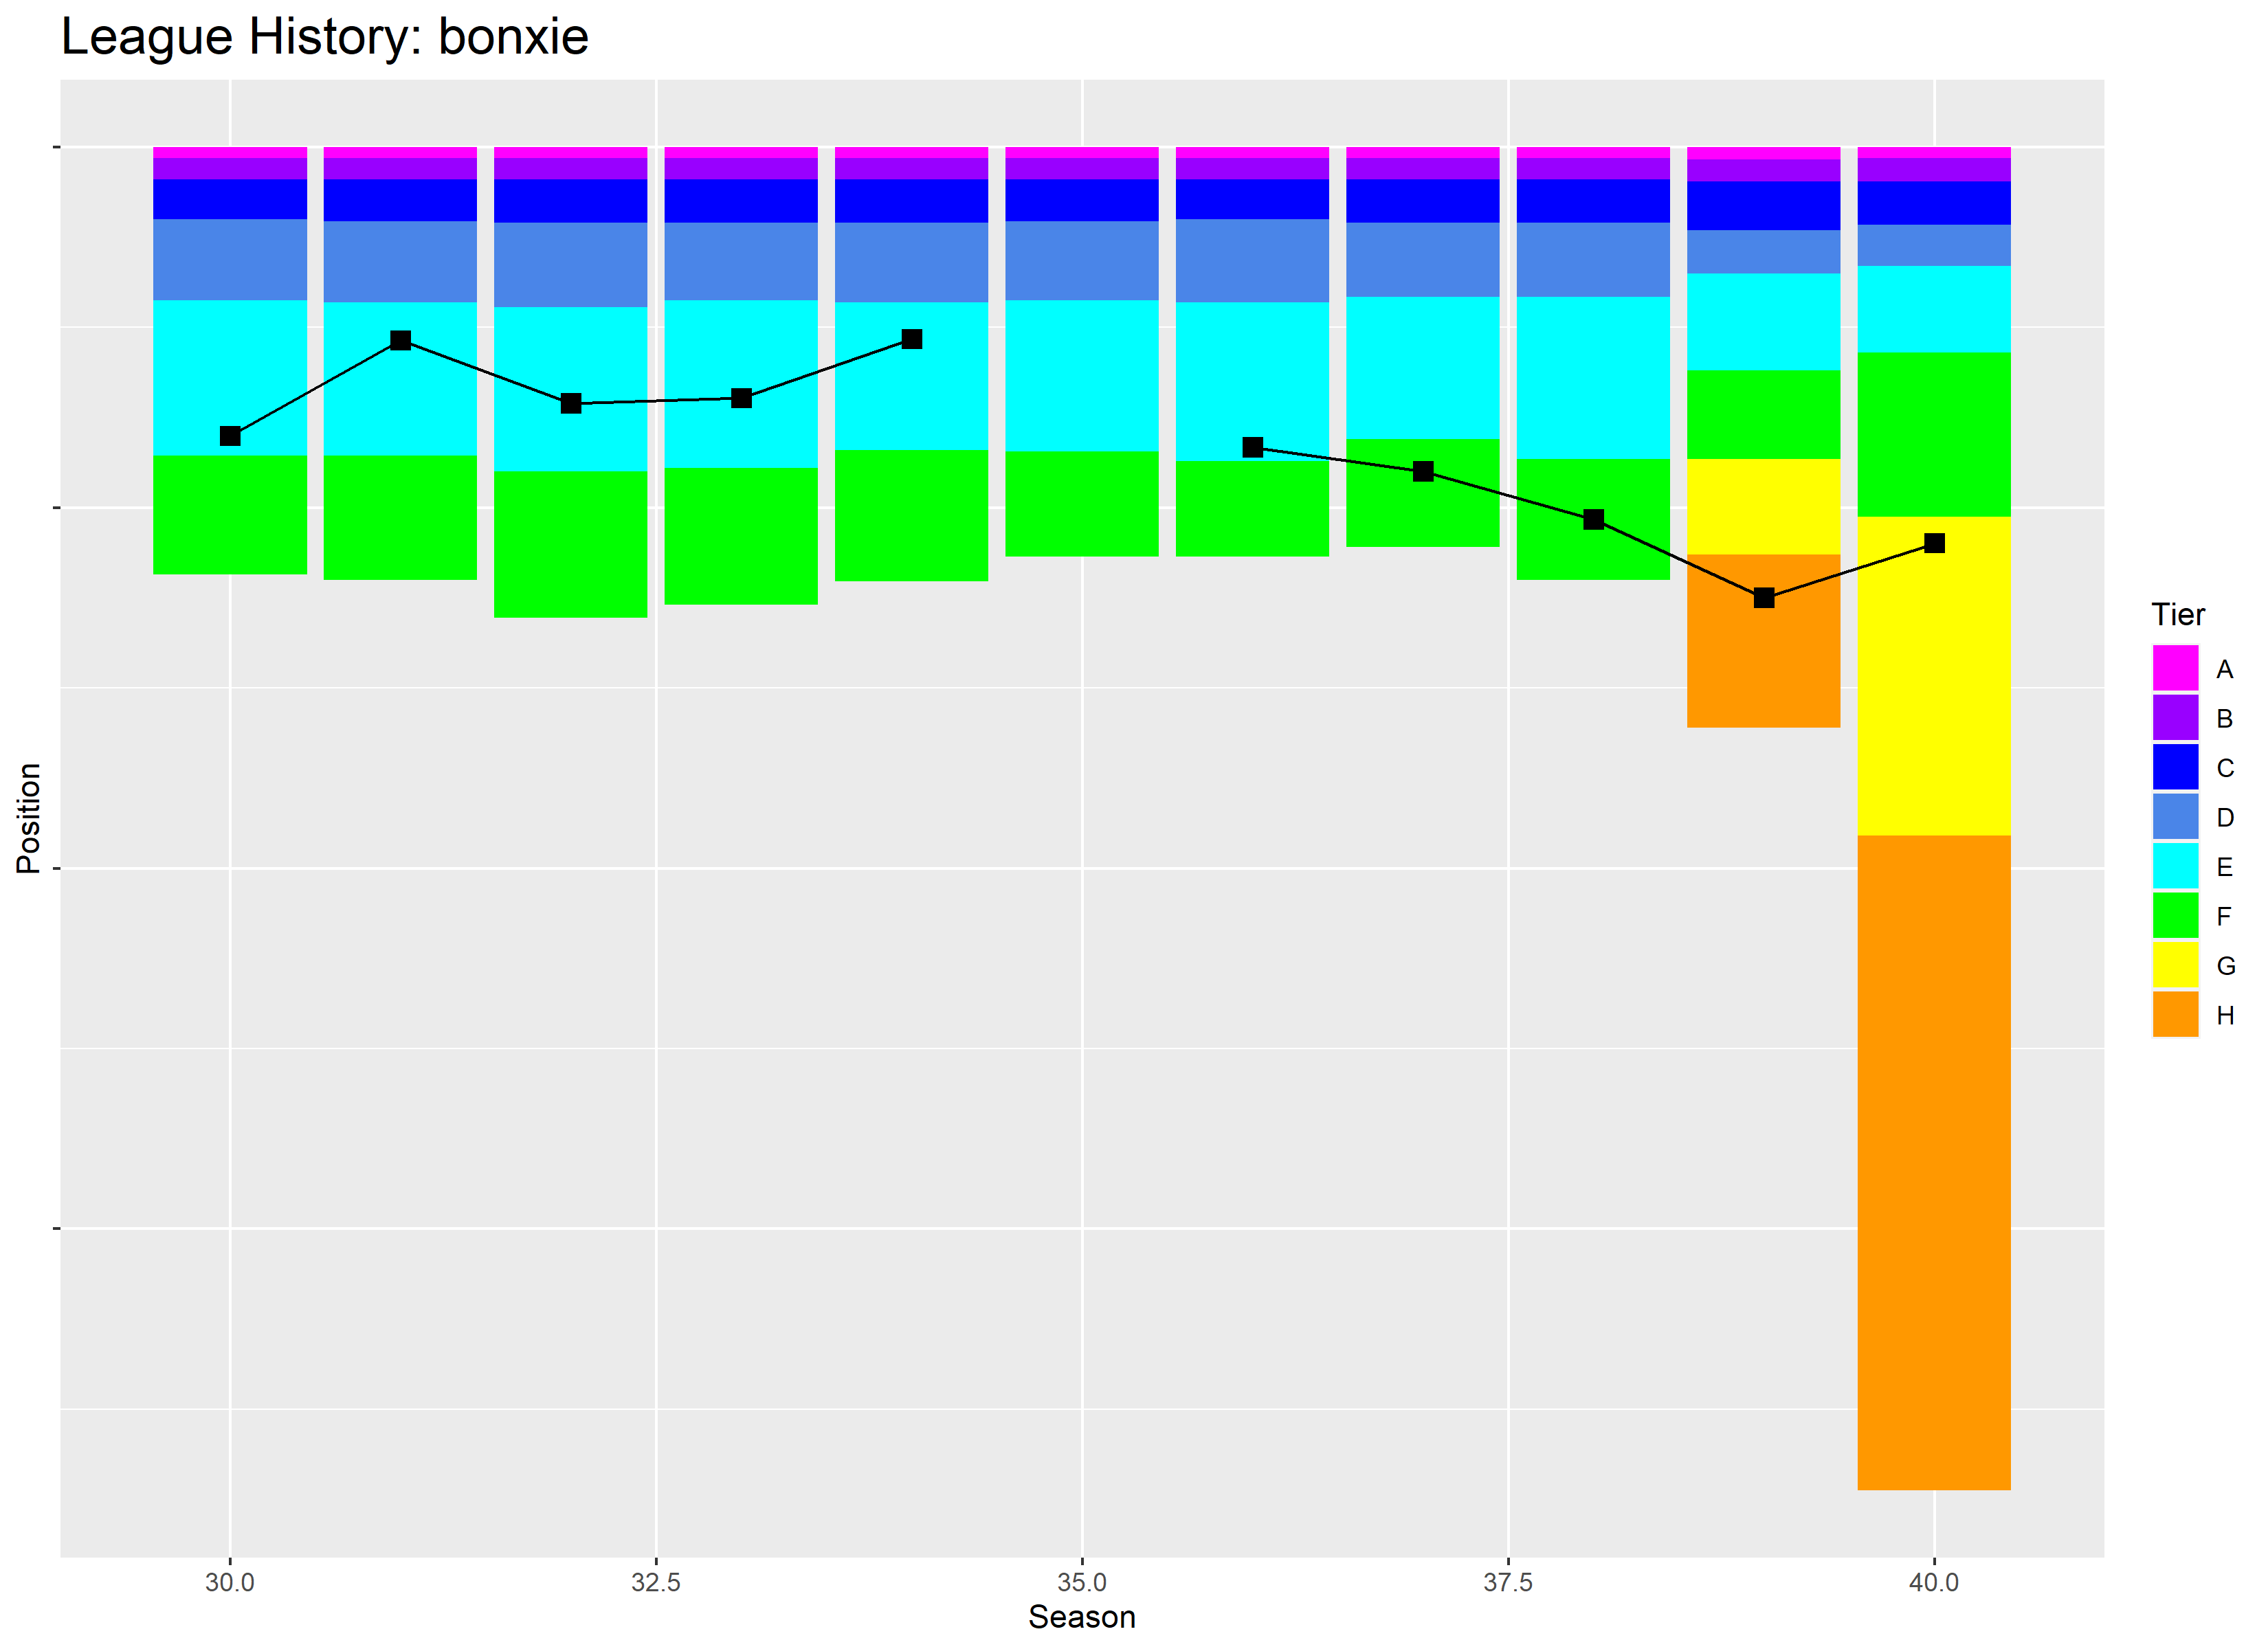 League History: bonxie
Position
Tier
A
B
C
D
E
F
G
H
30.0
32.5
35.0
37.5
40.0
Season